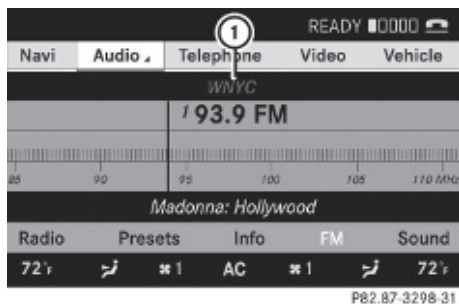 1
READY
Navi Audio Telephone Video Vehicle
WNYC
1 93.9 FM
85 90 95 100 105 110 MHz
Madonna: Hollywood
Radio Presets Info FM Sound
72°F 1 AC 1 72°F
P82.87-3298-31